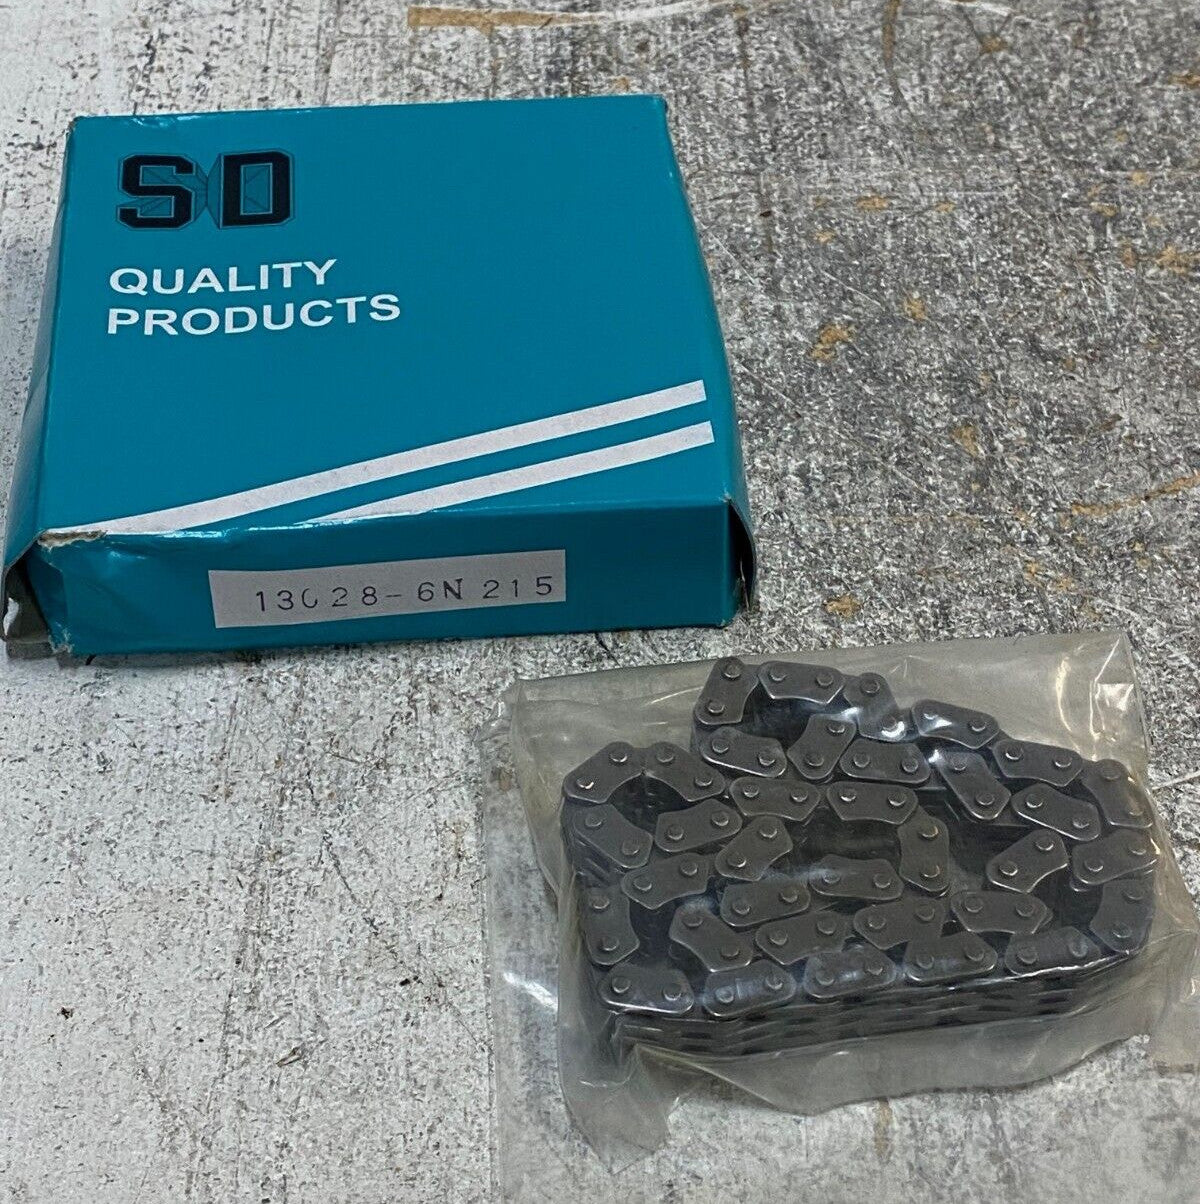 SD
QUALITY
PRODUCTS
13028-6N215